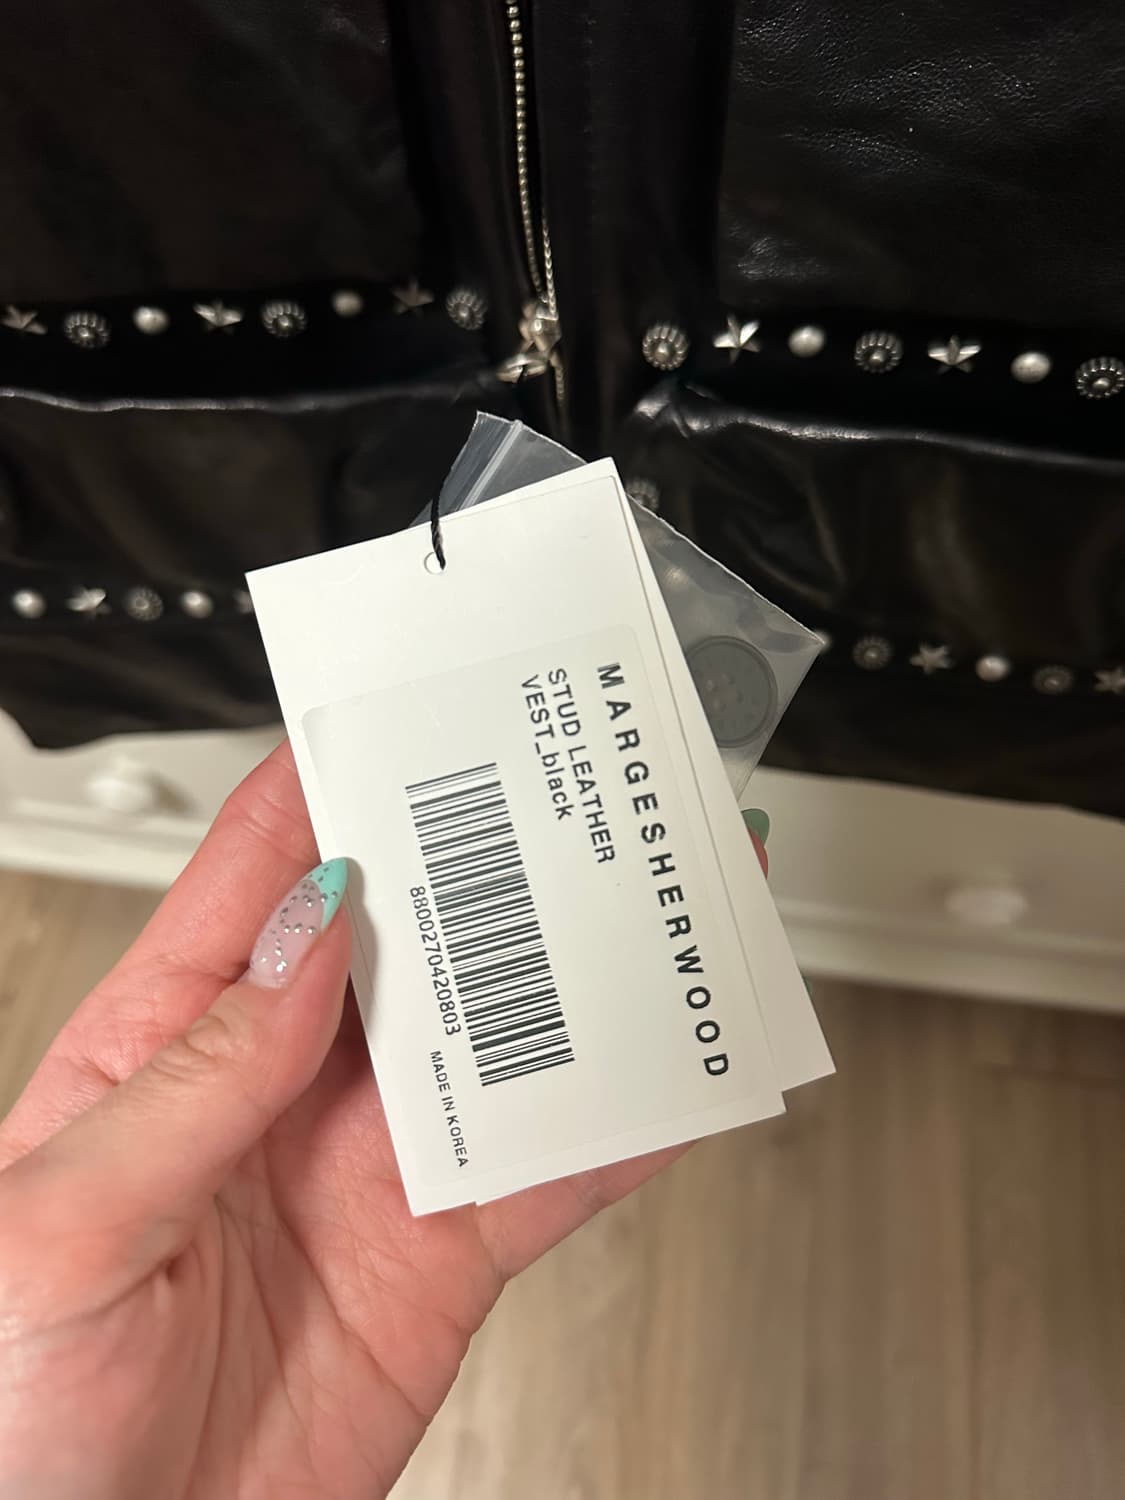 MARGESHERWOOD
STUD LEATHER
VEST_black
8800270420803
MADE IN KOREA